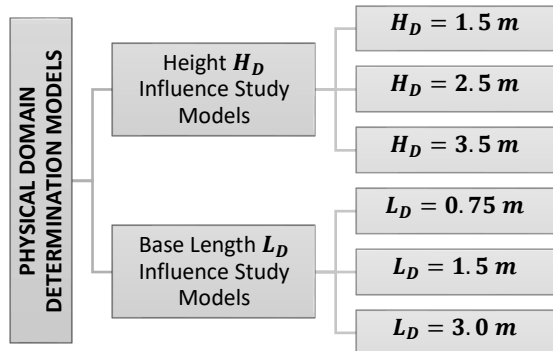 PHYSICAL DOMAIN
DETERMINATION MODELS
Height H_D
Influence Study
Models
H_D = 1.5 m
H_D = 2.5 m
H_D = 3.5 m
Base Length L_D
Influence Study
Models
L_D = 0.75 m
L_D = 1.5 m
L_D = 3.0 m